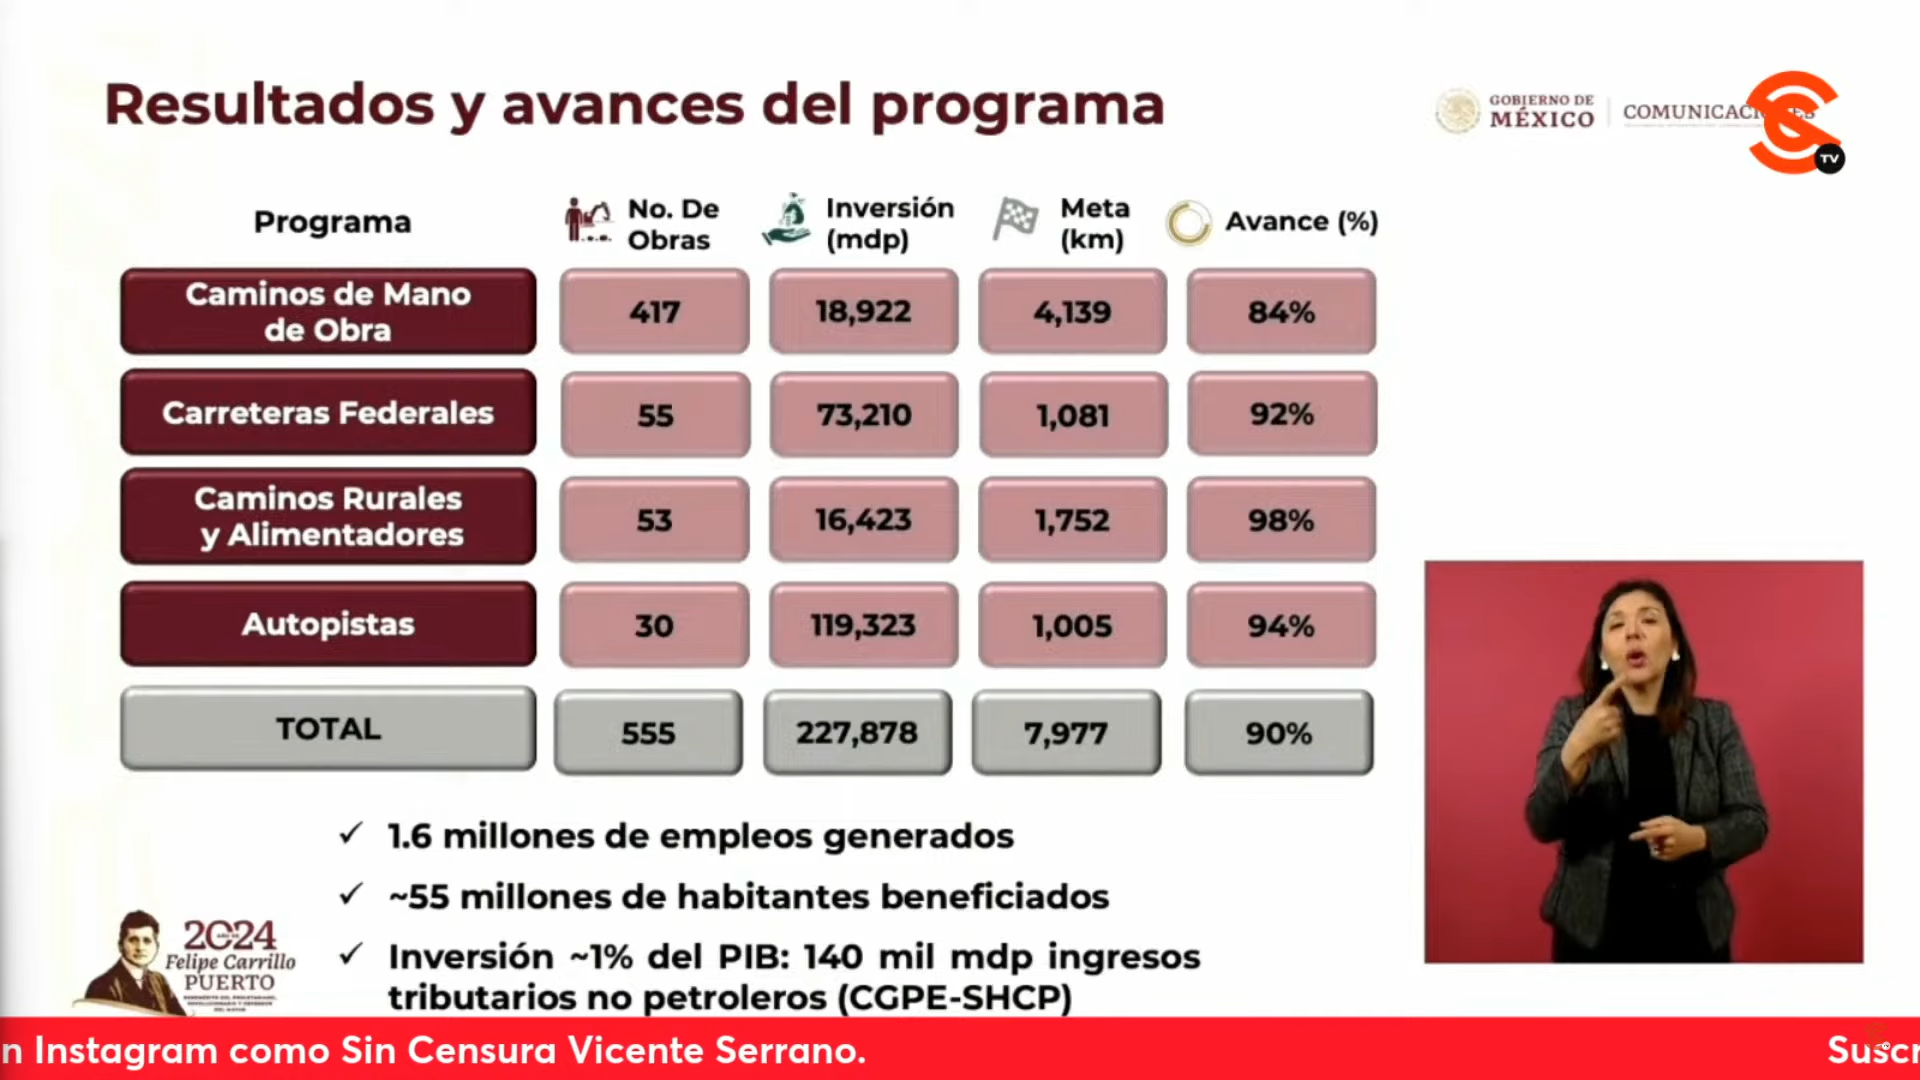 Resultados y avances del programa
GOBIERNO DE
MÉXICO
TV
Programa
No. De
Obras
Inversión
(mdp)
Meta
(km)
Avance (%)
Caminos de Mano
de Obra
417
18,922
4,139
84%
Carreteras Federales
55
73,210
1,081
92%
Caminos Rurales
y Alimentadores
53
16,423
1,752
98%
Autopistas
30
119,323
1,005
94%
TOTAL
555
227,878
7,977
90%
✓ 1.6 millones de empleos generados
✓ ~55 millones de habitantes beneficiados
✓ Inversión ~1% del PIB: 140 mil mdp ingresos
tributarios no petroleros (CGPE-SHCP)
2024
Felipe Carrillo
PUERTO
n Instagram como Sin Censura Vicente Serrano.
Suscr